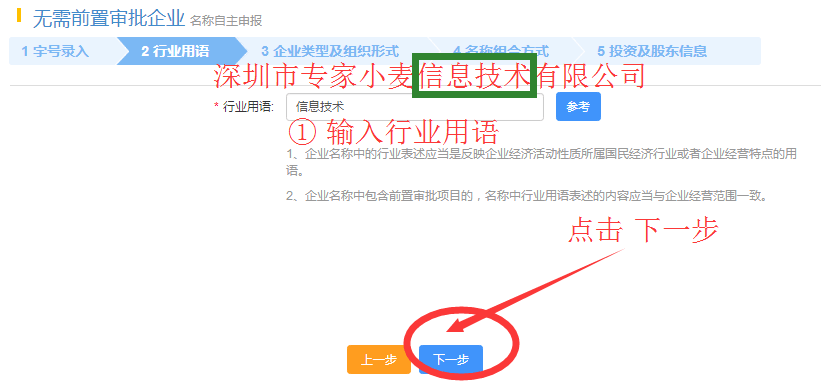 无需前置审批企业 名称自主申报
1 字号录入 2 行业用语 3 企业类型及组织形式 4 名称组合方式 5 投资及股东信息
深圳市专家小麦信息技术有限公司
* 行业用语: 信息技术 参考
① 输入行业用语
1、企业名称中的行业表述应当是反映企业经济活动性质所属国民经济行业或者企业经营特点的用
语。
2、企业名称中包含前置审批项目的，名称中行业用语表述的内容应当与企业经营范围一致。
点击 下一步
上一步 下一步